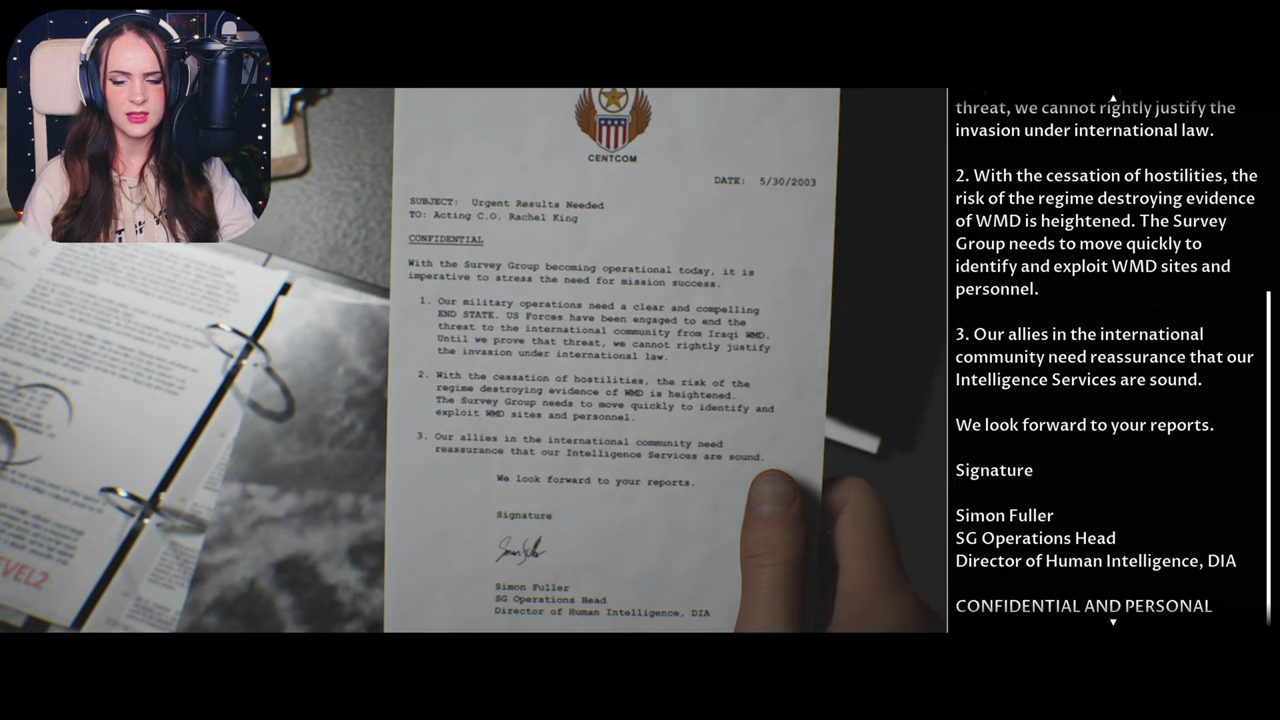 CENTCOM
DATE: 5/30/2003
SUBJECT: Urgent Results Needed
TO: Acting C.O. Rachel King
CONFIDENTIAL
With the Survey Group becoming operational today, it is
imperative to stress the need for mission success.
1. Our military operations need a clear and compelling
END STATE. US Forces have been engaged to end the
threat to the international community from Iraqi WMD.
Until we prove that threat, we cannot rightly justify
the invasion under international law.
2. With the cessation of hostilities, the risk of the
regime destroying evidence of WMD is heightened.
The Survey Group needs to move quickly to identify and
exploit WMD sites and personnel.
3. Our allies in the international community need
reassurance that our Intelligence Services are sound.
We look forward to your reports.
Signature
Simon Fuller
SG Operations Head
Director of Human Intelligence, DIA
LEVEL2
threat, we cannot rightly justify the
invasion under international law.
2. With the cessation of hostilities, the
risk of the regime destroying evidence
of WMD is heightened. The Survey
Group needs to move quickly to
identify and exploit WMD sites and
personnel.
3. Our allies in the international
community need reassurance that our
Intelligence Services are sound.
We look forward to your reports.
Signature
Simon Fuller
SG Operations Head
Director of Human Intelligence, DIA
CONFIDENTIAL AND PERSONAL